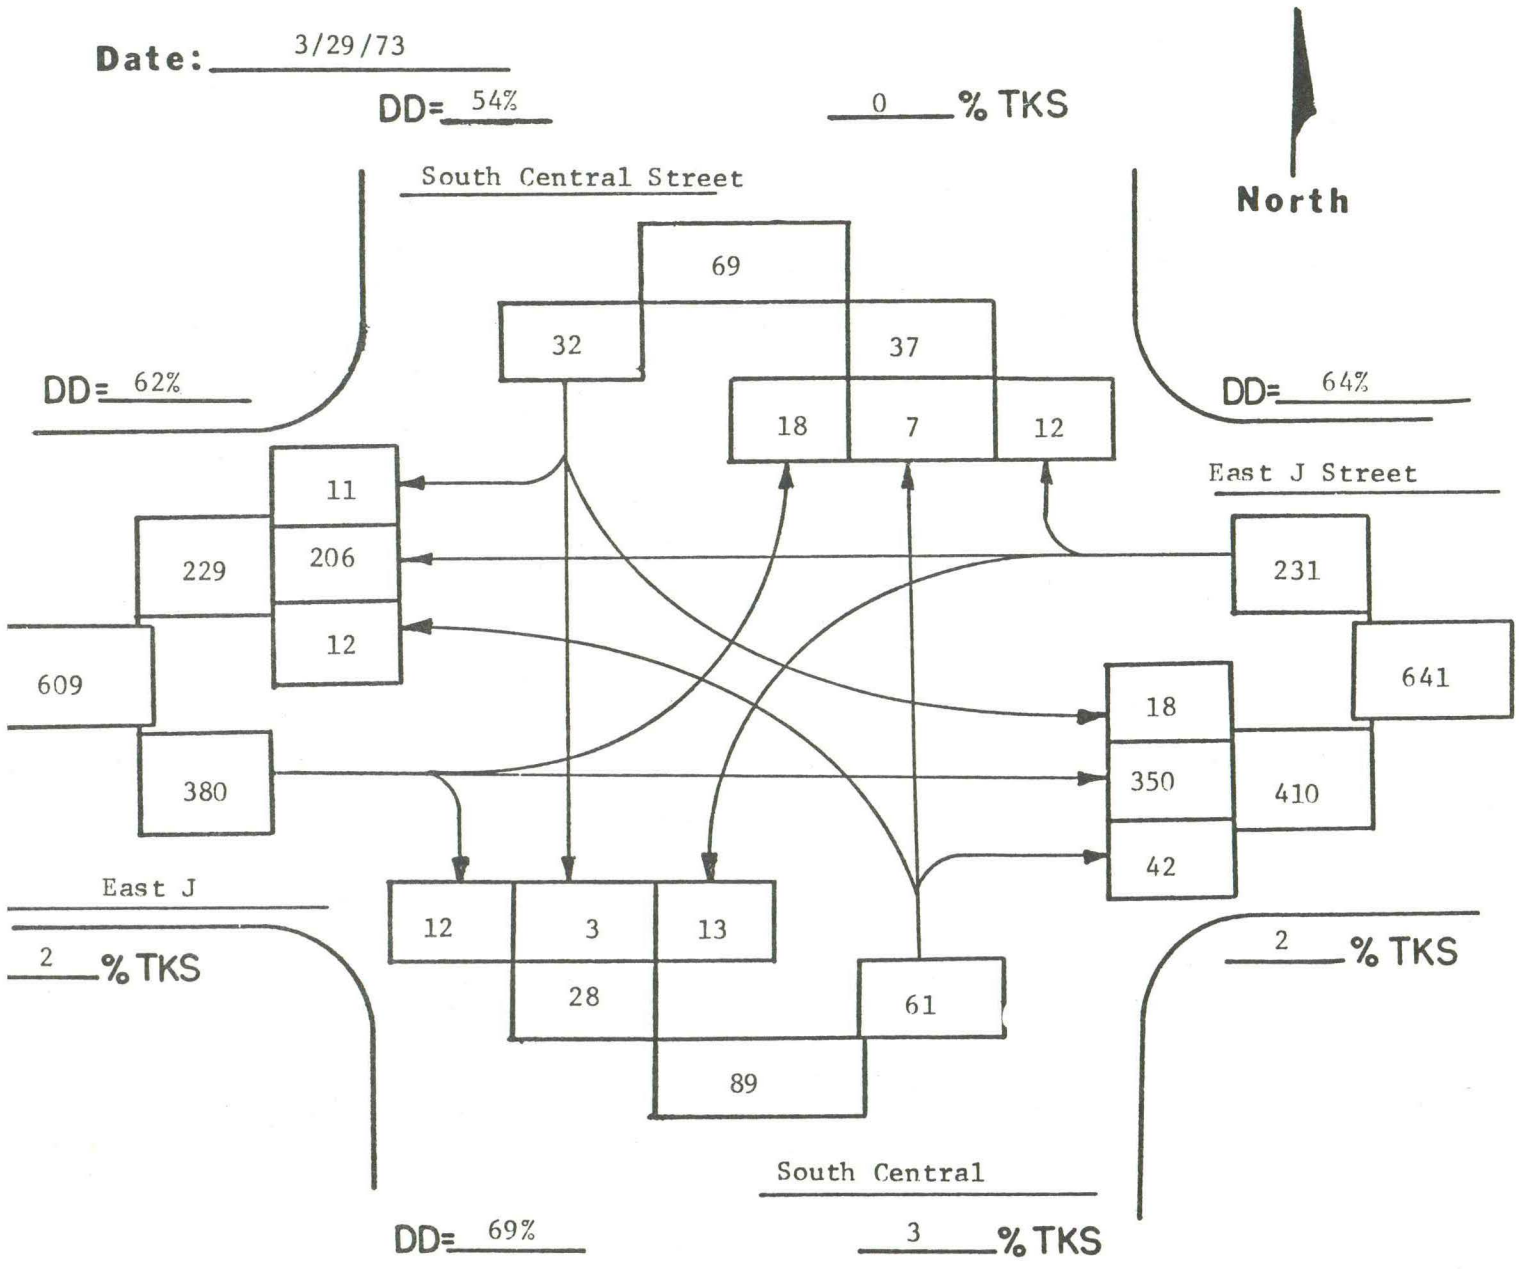 Date: 3/29/73
DD= 54% 0 % TKS
South Central Street
North
69
32 37
DD= 62% DD= 64%
18 7 12
East J Street
11
206
229 231
12
609 641
18
350
380 410
42
East J
12 3 13
2 % TKS 2 % TKS
28 61
89
South Central
DD= 69% 3 % TKS